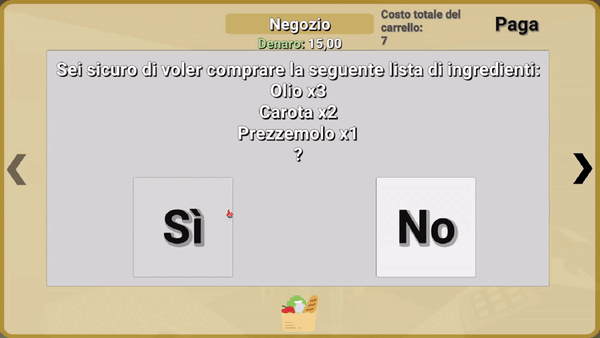 Negozio
Denaro: 15,00
Costo totale del
carrello:
7
Paga
Sei sicuro di voler comprare la seguente lista di ingredienti:
Olio x3
Carota x2
Prezzemolo x1
?
Sì
No